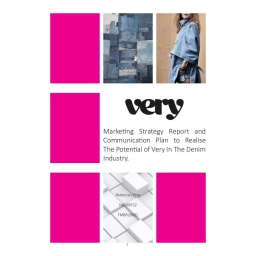 very
Marketing Strategy Report and
Communication Plan to Realise
The Potential of Very In The Denim
Industry.